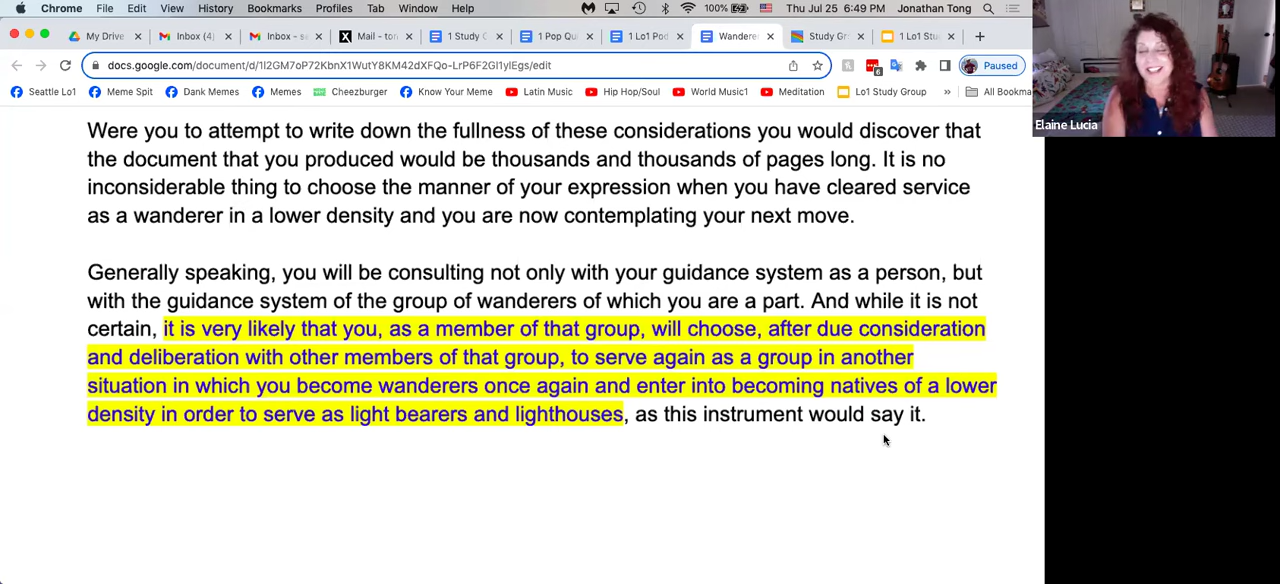 Chrome File Edit View History Bookmarks Profiles Tab Window Help 100% Thu Jul 25 6:49 PM Jonathan Tong
My Drive Inbox (4) Inbox - se Mail - tor 1 Study G 1 Pop Qu 1 Lo1 Pod Wandere Study Gr 1 Lo1 Stu
docs.google.com/document/d/1l2GM7oP72KbnX1WutY8KM42dXFQo-LrP6F2Gl1ylEgs/edit 6 Paused
Seattle Lo1 Meme Spit Dank Memes Memes Cheezburger Know Your Meme Latin Music Hip Hop/Soul World Music1 Meditation Lo1 Study Group » All Bookma
Elaine Lucia
Were you to attempt to write down the fullness of these considerations you would discover that
the document that you produced would be thousands and thousands of pages long. It is no
inconsiderable thing to choose the manner of your expression when you have cleared service
as a wanderer in a lower density and you are now contemplating your next move.
Generally speaking, you will be consulting not only with your guidance system as a person, but
with the guidance system of the group of wanderers of which you are a part. And while it is not
certain, it is very likely that you, as a member of that group, will choose, after due consideration
and deliberation with other members of that group, to serve again as a group in another
situation in which you become wanderers once again and enter into becoming natives of a lower
density in order to serve as light bearers and lighthouses, as this instrument would say it.